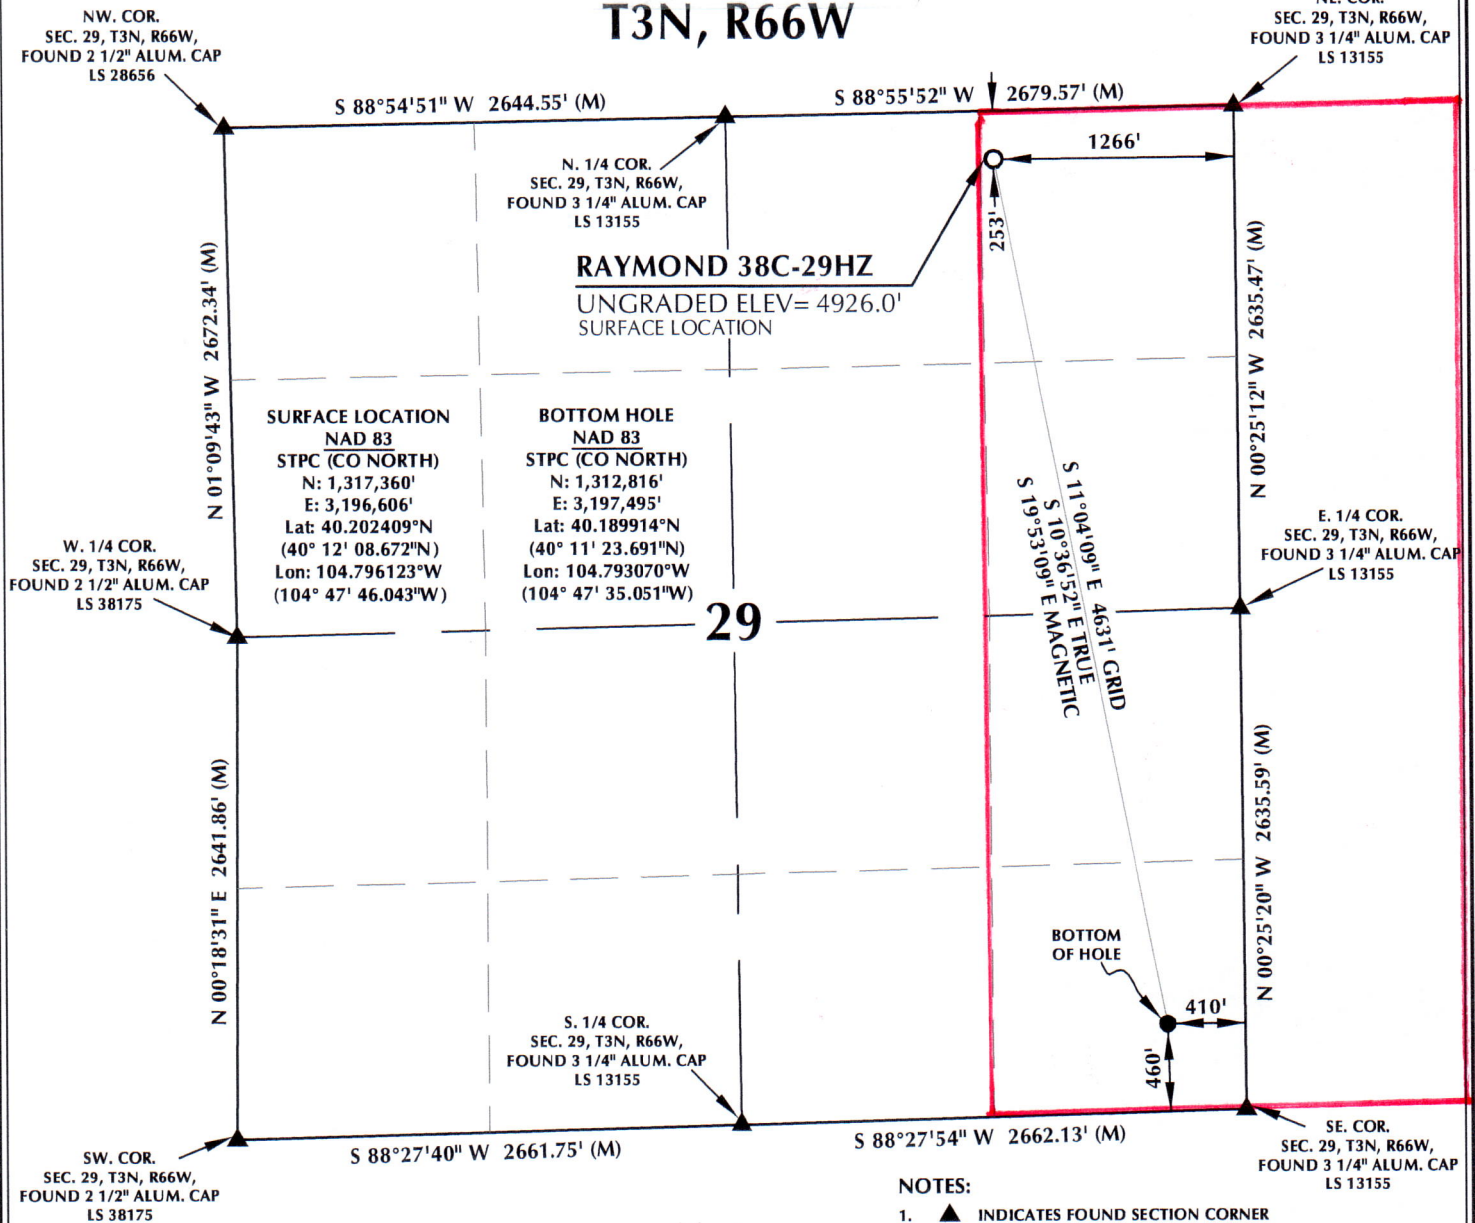 T3N, R66W
NW. COR.
SEC. 29, T3N, R66W,
FOUND 2 1/2" ALUM. CAP
LS 28656
NE. COR.
SEC. 29, T3N, R66W,
FOUND 3 1/4" ALUM. CAP
LS 13155
S 88°54'51" W 2644.55' (M)
S 88°55'52" W 2679.57' (M)
N. 1/4 COR.
SEC. 29, T3N, R66W,
FOUND 3 1/4" ALUM. CAP
LS 13155
1266'
253'
RAYMOND 38C-29HZ
UNGRADED ELEV= 4926.0'
SURFACE LOCATION
N 01°09'43" W 2672.34' (M)
N 00°25'12" W 2635.47' (M)
SURFACE LOCATION
NAD 83
STPC (CO NORTH)
N: 1,317,360'
E: 3,196,606'
Lat: 40.202409°N
(40° 12' 08.672"N)
Lon: 104.796123°W
(104° 47' 46.043"W)
BOTTOM HOLE
NAD 83
STPC (CO NORTH)
N: 1,312,816'
E: 3,197,495'
Lat: 40.189914°N
(40° 11' 23.691"N)
Lon: 104.793070°W
(104° 47' 35.051"W)
S 11°04'09" E 4631' GRID
S 10°36'52" E TRUE
S 19°53'09" E MAGNETIC
W. 1/4 COR.
SEC. 29, T3N, R66W,
FOUND 2 1/2" ALUM. CAP
LS 38175
E. 1/4 COR.
SEC. 29, T3N, R66W,
FOUND 3 1/4" ALUM. CAP
LS 13155
29
N 00°18'31" E 2641.86' (M)
N 00°25'20" W 2635.59' (M)
BOTTOM
OF HOLE
410'
460'
S. 1/4 COR.
SEC. 29, T3N, R66W,
FOUND 3 1/4" ALUM. CAP
LS 13155
S 88°27'40" W 2661.75' (M)
S 88°27'54" W 2662.13' (M)
SW. COR.
SEC. 29, T3N, R66W,
FOUND 2 1/2" ALUM. CAP
LS 38175
SE. COR.
SEC. 29, T3N, R66W,
FOUND 3 1/4" ALUM. CAP
LS 13155
NOTES:
1. ▲ INDICATES FOUND SECTION CORNER